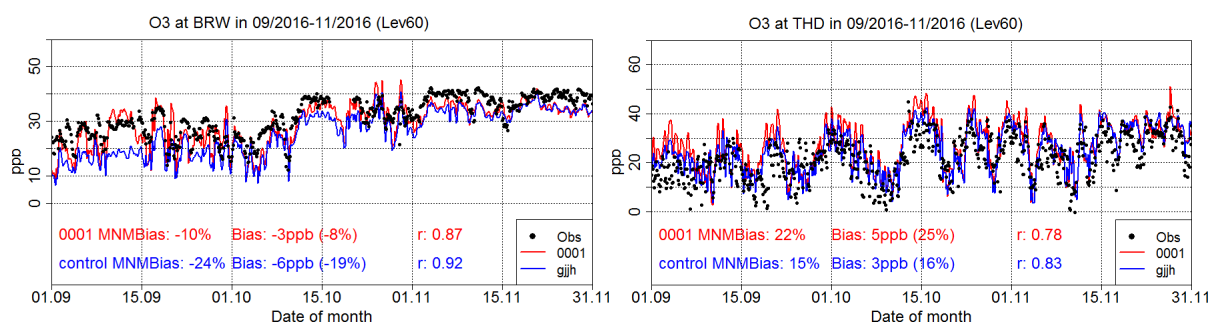 O3 at BRW in 09/2016-11/2016 (Lev60)
ppb
50
30
10
0
0001 MNMBias: -10% Bias: -3ppb (-8%) r: 0.87
control MNMBias: -24% Bias: -6ppb (-19%) r: 0.92
Obs
0001
gjjh
01.09 15.09 01.10 15.10 01.11 15.11 31.11
Date of month
O3 at THD in 09/2016-11/2016 (Lev60)
ppb
60
40
20
0
0001 MNMBias: 22% Bias: 5ppb (25%) r: 0.78
control MNMBias: 15% Bias: 3ppb (16%) r: 0.83
Obs
0001
gjjh
01.09 15.09 01.10 15.10 01.11 15.11 31.11
Date of month